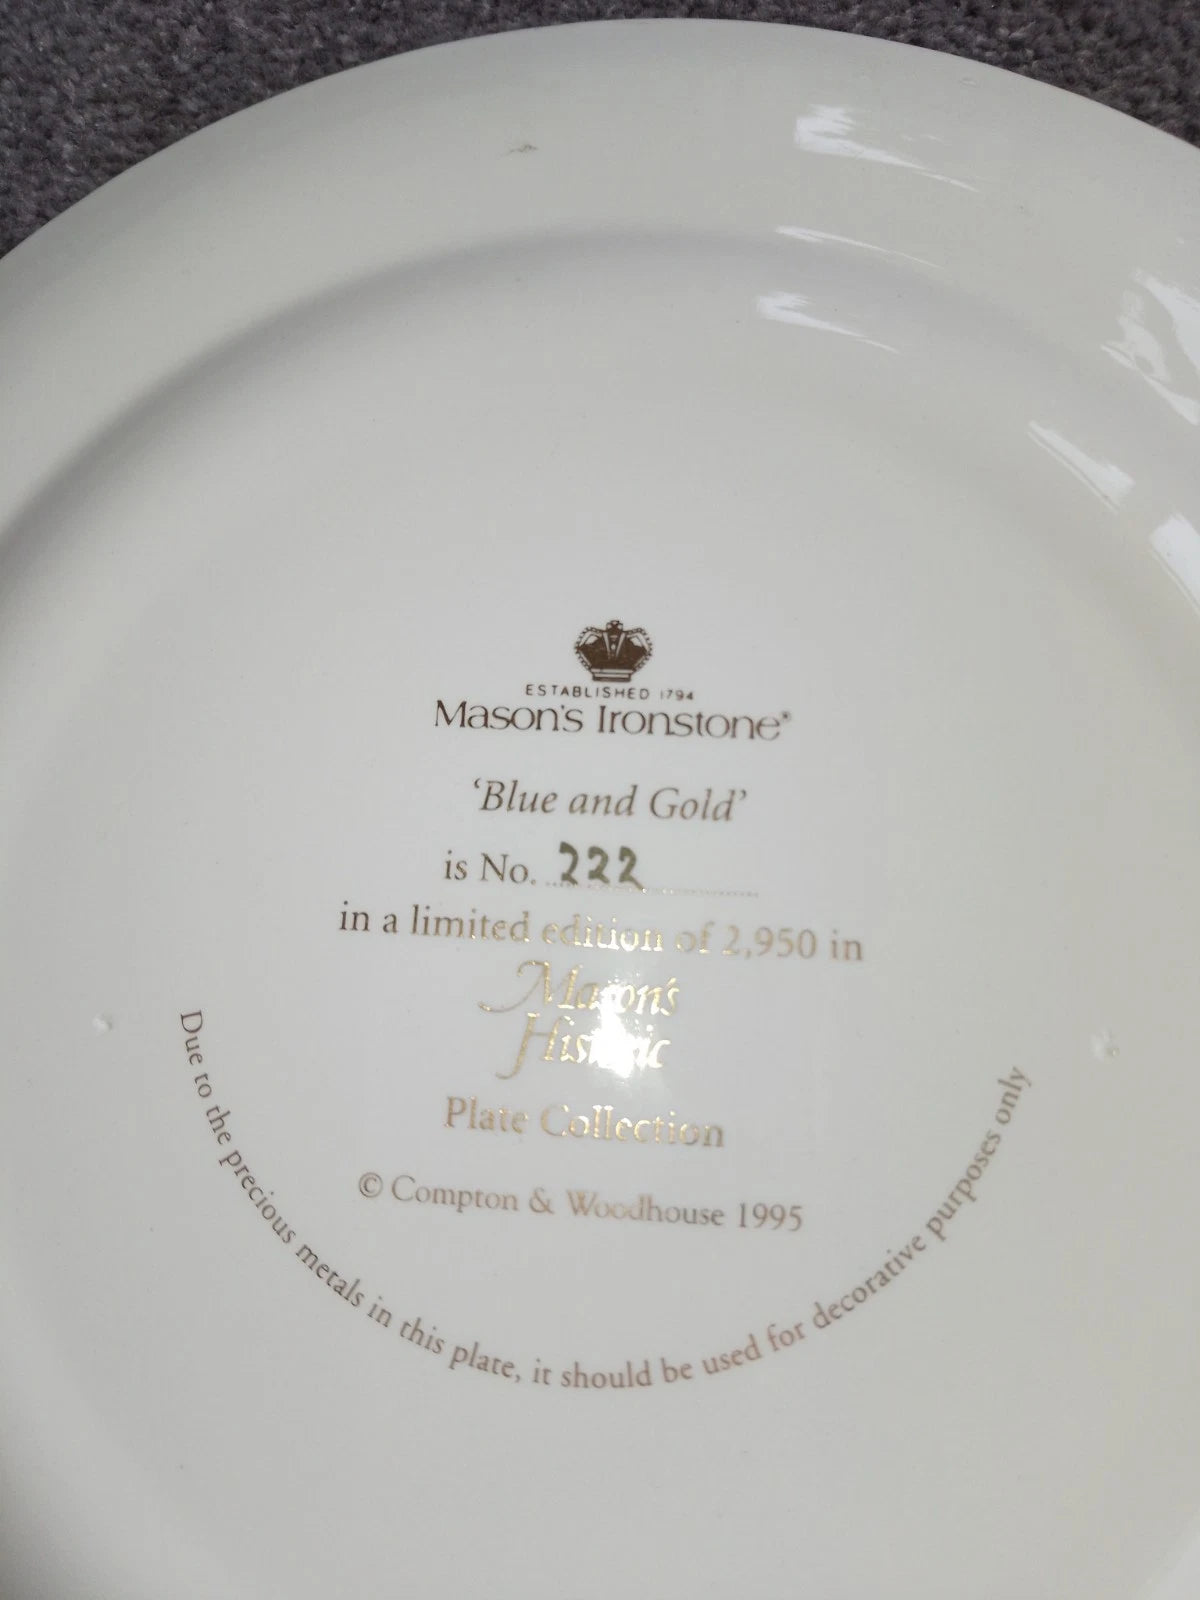 ESTABLISHED 1794
Mason's Ironstone®
‘Blue and Gold’
is No. 222
in a limited edition of 2,950 in
Mason's
Historic
Plate Collection
© Compton & Woodhouse 1995
Due to the precious metals in this plate, it should be used for decorative purposes only